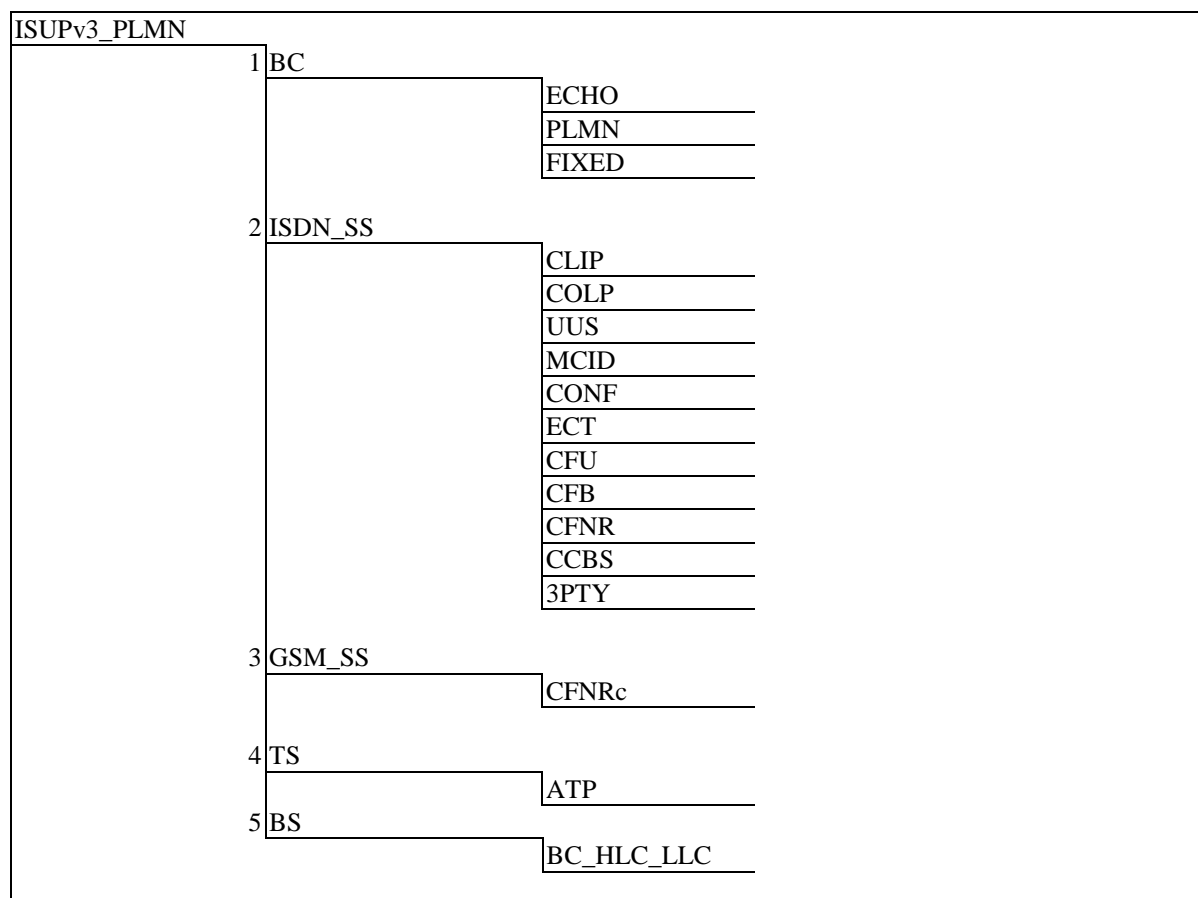 ISUPv3_PLMN
1 BC
ECHO
PLMN
FIXED
2 ISDN_SS
CLIP
COLP
UUS
MCID
CONF
ECT
CFU
CFB
CFNR
CCBS
3PTY
3 GSM_SS
CFNRc
4 TS
ATP
5 BS
BC_HLC_LLC